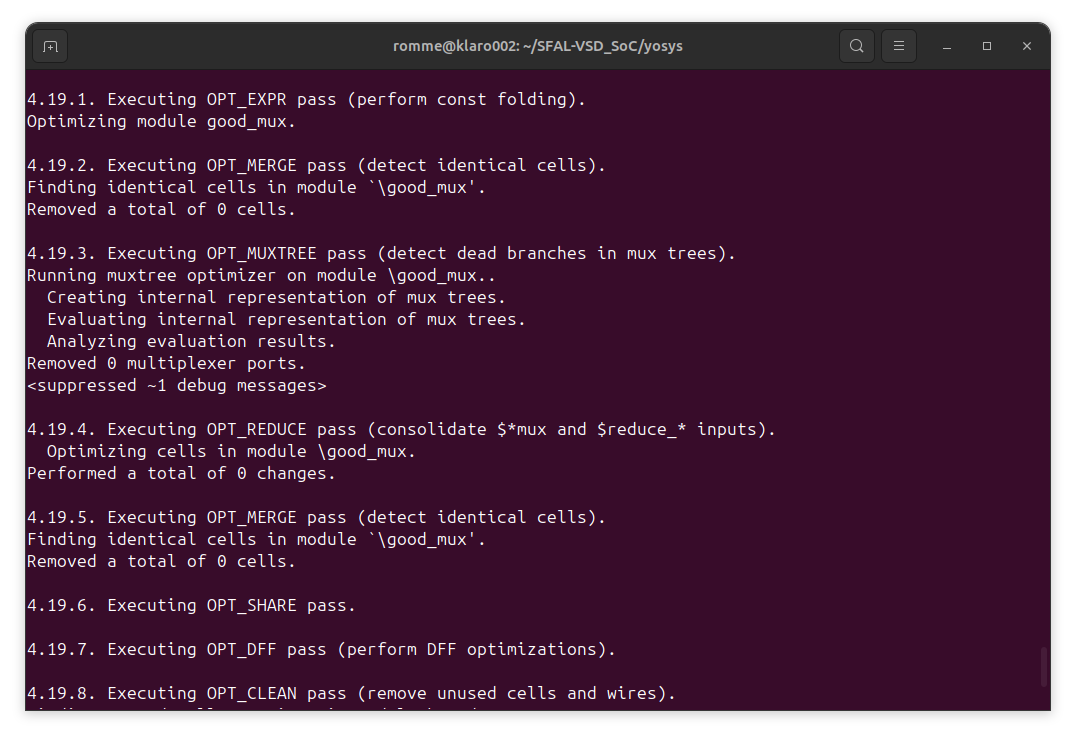 romme@klaro002: ~/SFAL-VSD_SoC/yosys
4.19.1. Executing OPT_EXPR pass (perform const folding).
Optimizing module good_mux.
4.19.2. Executing OPT_MERGE pass (detect identical cells).
Finding identical cells in module `\good_mux'.
Removed a total of 0 cells.
4.19.3. Executing OPT_MUXTREE pass (detect dead branches in mux trees).
Running muxtree optimizer on module \good_mux..
  Creating internal representation of mux trees.
  Evaluating internal representation of mux trees.
  Analyzing evaluation results.
Removed 0 multiplexer ports.
<suppressed ~1 debug messages>
4.19.4. Executing OPT_REDUCE pass (consolidate $*mux and $reduce_* inputs).
  Optimizing cells in module \good_mux.
Performed a total of 0 changes.
4.19.5. Executing OPT_MERGE pass (detect identical cells).
Finding identical cells in module `\good_mux'.
Removed a total of 0 cells.
4.19.6. Executing OPT_SHARE pass.
4.19.7. Executing OPT_DFF pass (perform DFF optimizations).
4.19.8. Executing OPT_CLEAN pass (remove unused cells and wires).